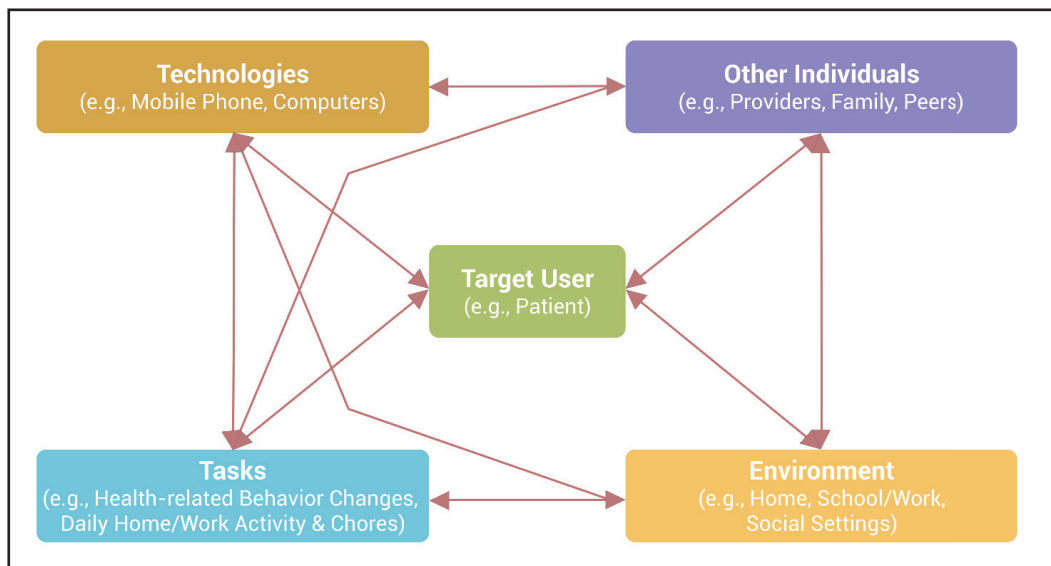 Technologies
(e.g., Mobile Phone, Computers)
Other Individuals
(e.g., Providers, Family, Peers)
Target User
(e.g., Patient)
Tasks
(e.g., Health-related Behavior Changes,
Daily Home/Work Activity & Chores)
Environment
(e.g., Home, School/Work,
Social Settings)